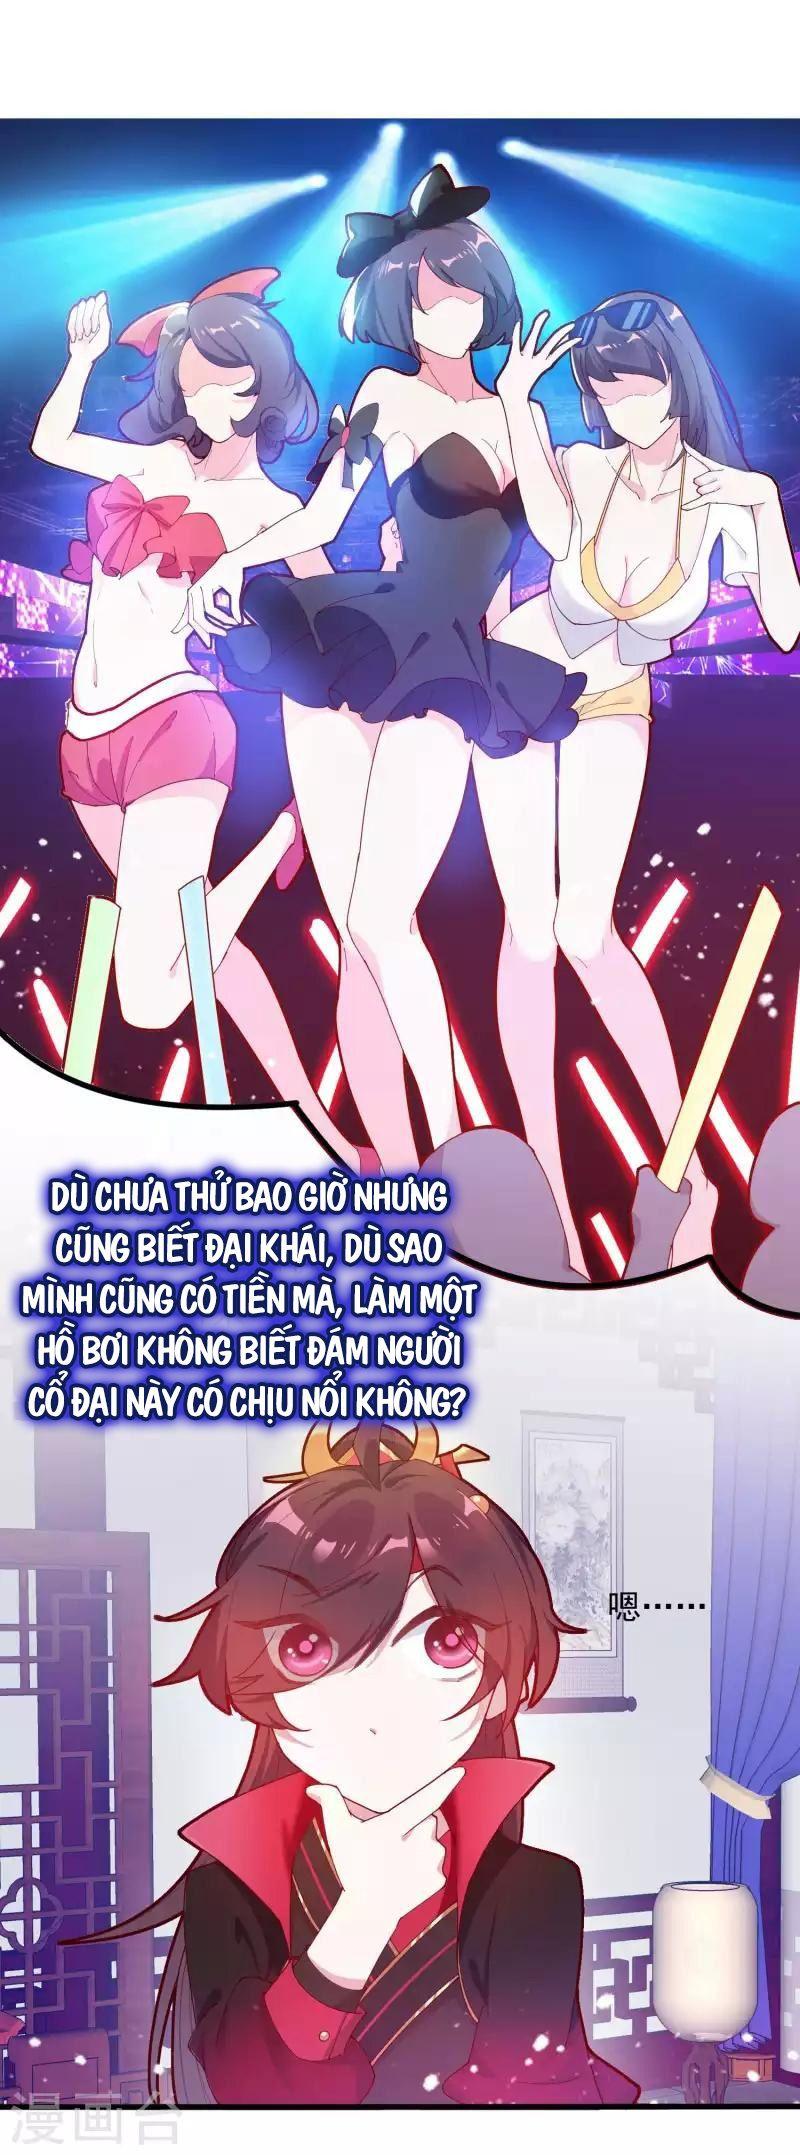 DÙ CHƯA THỬ BAO GIỜ NHƯNG
CŨNG BIẾT ĐẠI KHÁI, DÙ SAO
MÌNH CŨNG CÓ TIỀN MÀ, LÀM MỘT
HỒ BƠI KHÔNG BIẾT ĐÁM NGƯỜI
CỔ ĐẠI NÀY CÓ CHỊU NỔI KHÔNG?
嗯······
漫画台